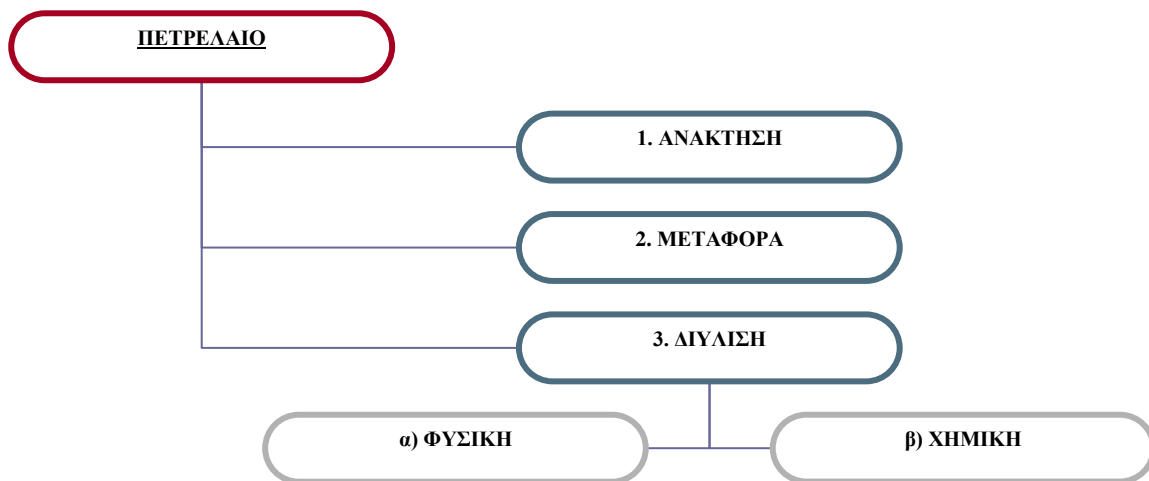 ΠΕΤΡΕΛΑΙΟ
1. ΑΝΑΚΤΗΣΗ
2. ΜΕΤΑΦΟΡΑ
3. ΔΙΥΛΙΣΗ
α) ΦΥΣΙΚΗ
β) ΧΗΜΙΚΗ